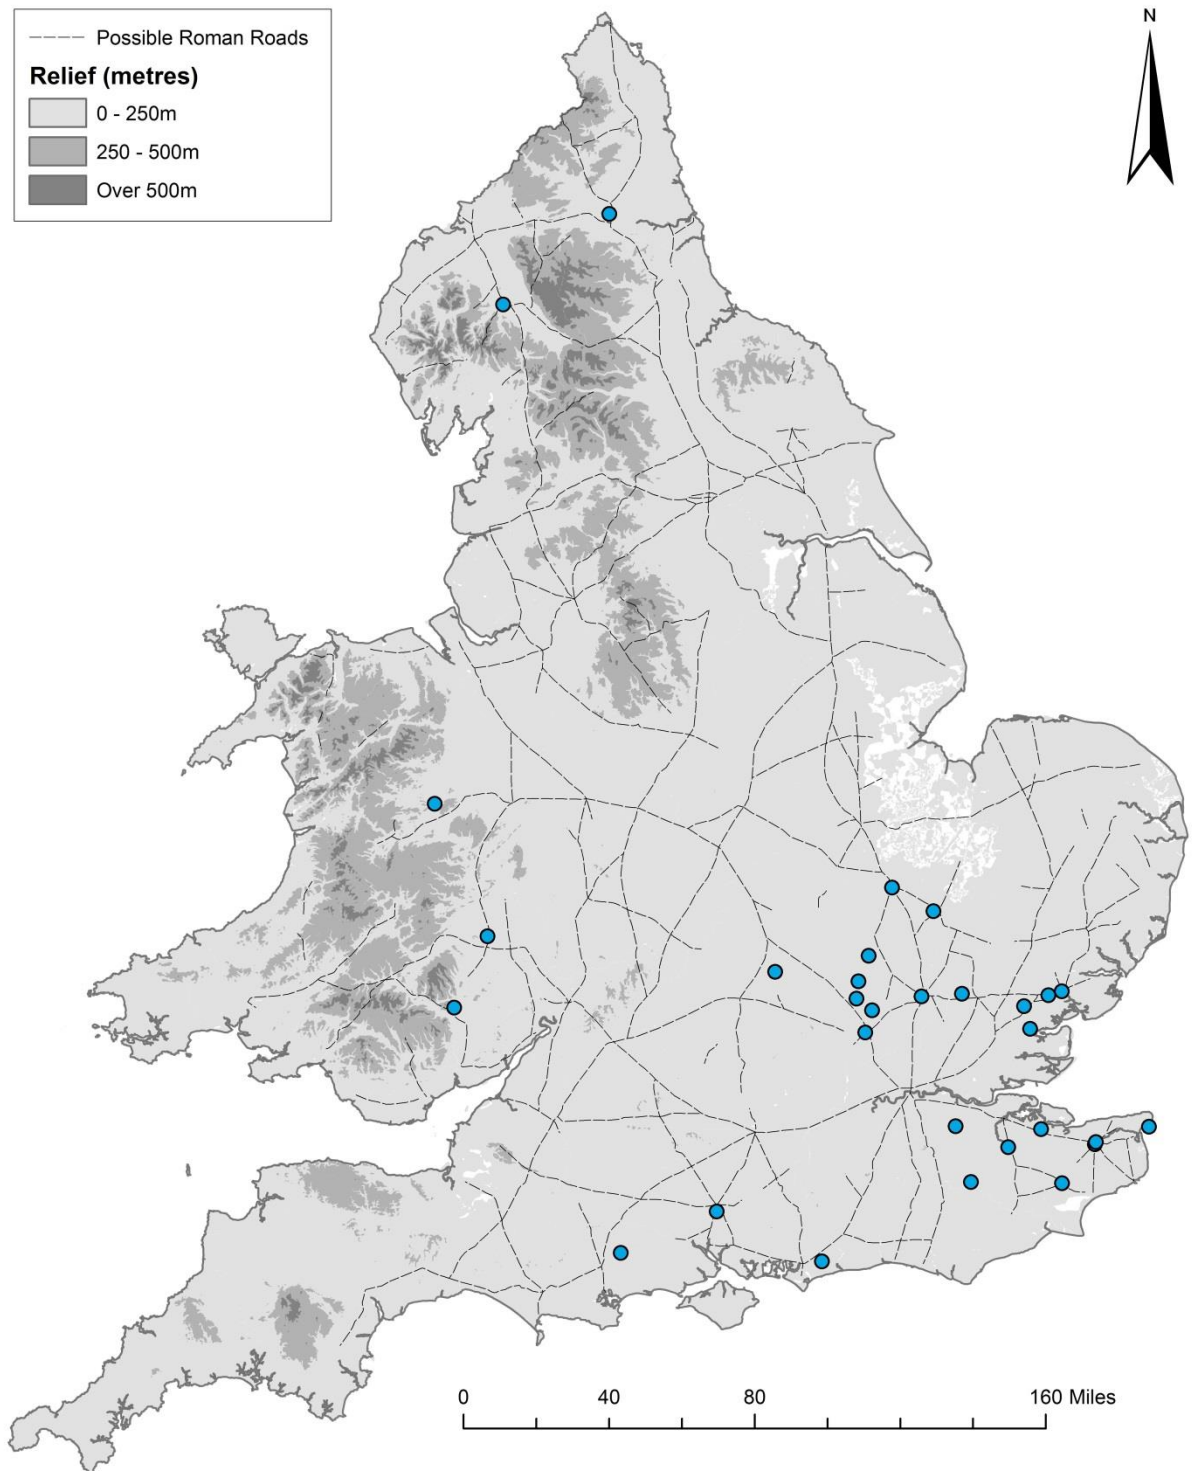 Possible Roman Roads
Relief (metres)
0 - 250m
250 - 500m
Over 500m
N
0 40 80 160 Miles